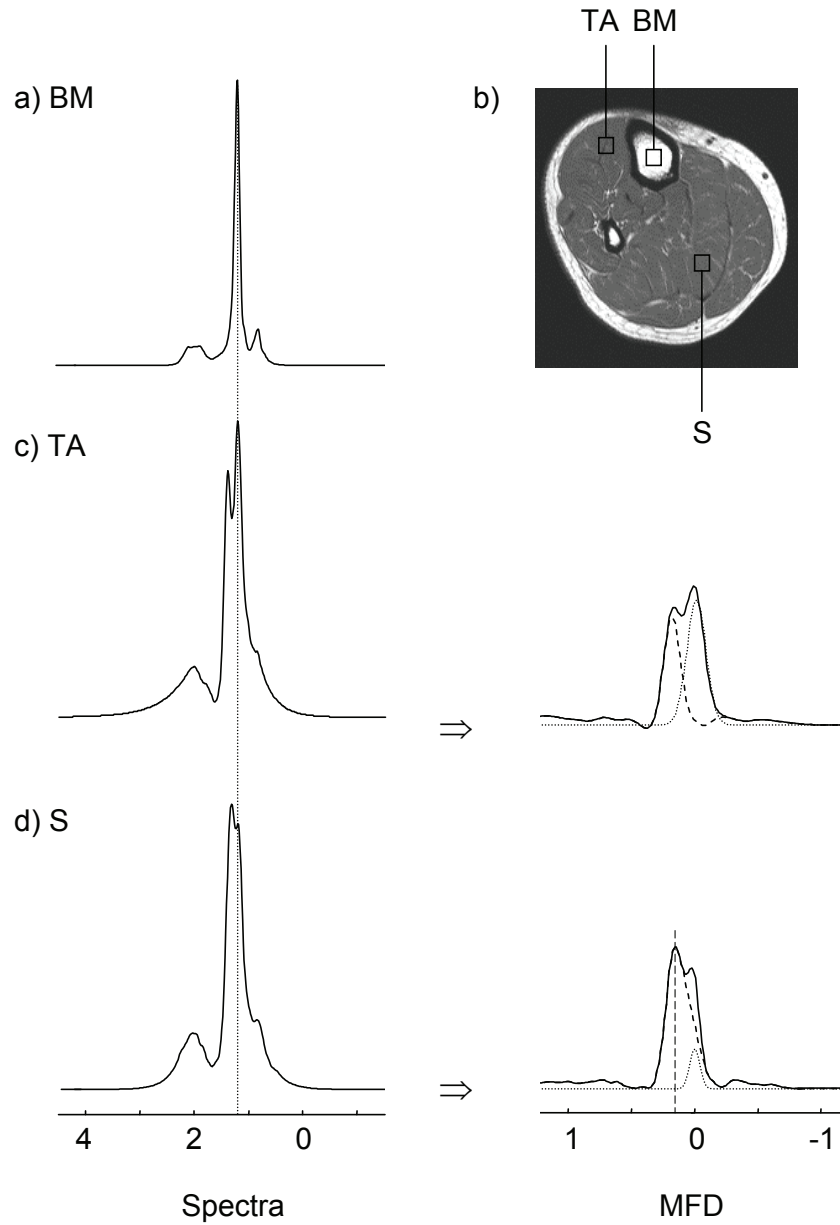 TA BM
a) BM
b)
S
c) TA
⇒
d) S
⇒
4 2 0
1 0 -1
Spectra
MFD